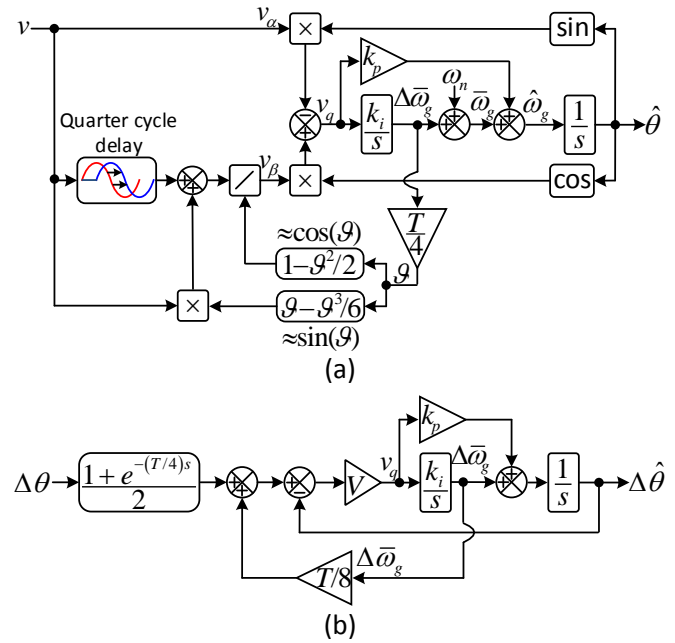 v
v_α
×
sin
k_p
v_q
k_i/s
Δω̄_g
ω_n
ω̄_g
ω̂_g
1/s
θ̂
Quarter cycle
delay
v_β
×
cos
T/4
≈cos(ϑ)
1−ϑ²/2
ϑ
×
ϑ−ϑ³/6
≈sin(ϑ)
(a)
k_p
Δθ
1+e^{−(T/4)s}/2
V
v_q
k_i/s
Δω̄_g
1/s
Δθ̂
T/8
Δω̄_g
(b)